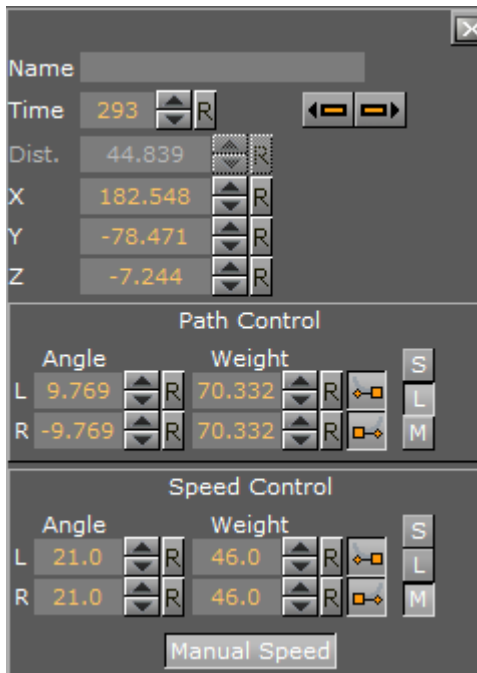 Name
Time 293 R
Dist. 44.839 R
X 182.548 R
Y -78.471 R
Z -7.244 R
Path Control
Angle Weight S
L 9.769 R 70.332 R L
R -9.769 R 70.332 R M
Speed Control
Angle Weight S
L 21.0 R 46.0 R L
R 21.0 R 46.0 R M
Manual Speed